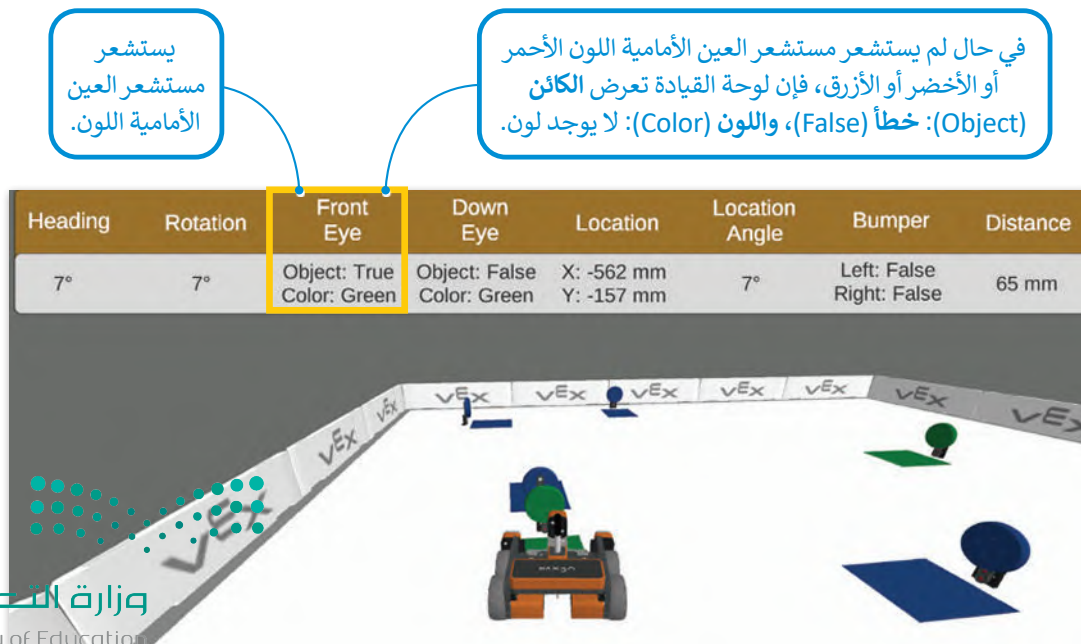 في حال لم يستشعر مستشعر العين الأمامية اللون الأحمر
أو الأخضر أو الأزرق، فإن لوحة القيادة تعرض الكائن
(Object): خطأ (False)، واللون (Color): لا يوجد لون.
يستشعر
مستشعر العين
الأمامية اللون.
Heading Rotation Front Eye Down Eye Location Location Angle Bumper Distance
7° 7° Object: True Object: False X: -562 mm 7° Left: False 65 mm
Color: Green Color: Green Y: -157 mm Right: False
vEx vEx vEx vEx vEx vEx vEx
vEx
vEx
vEx
وزارة
of Education